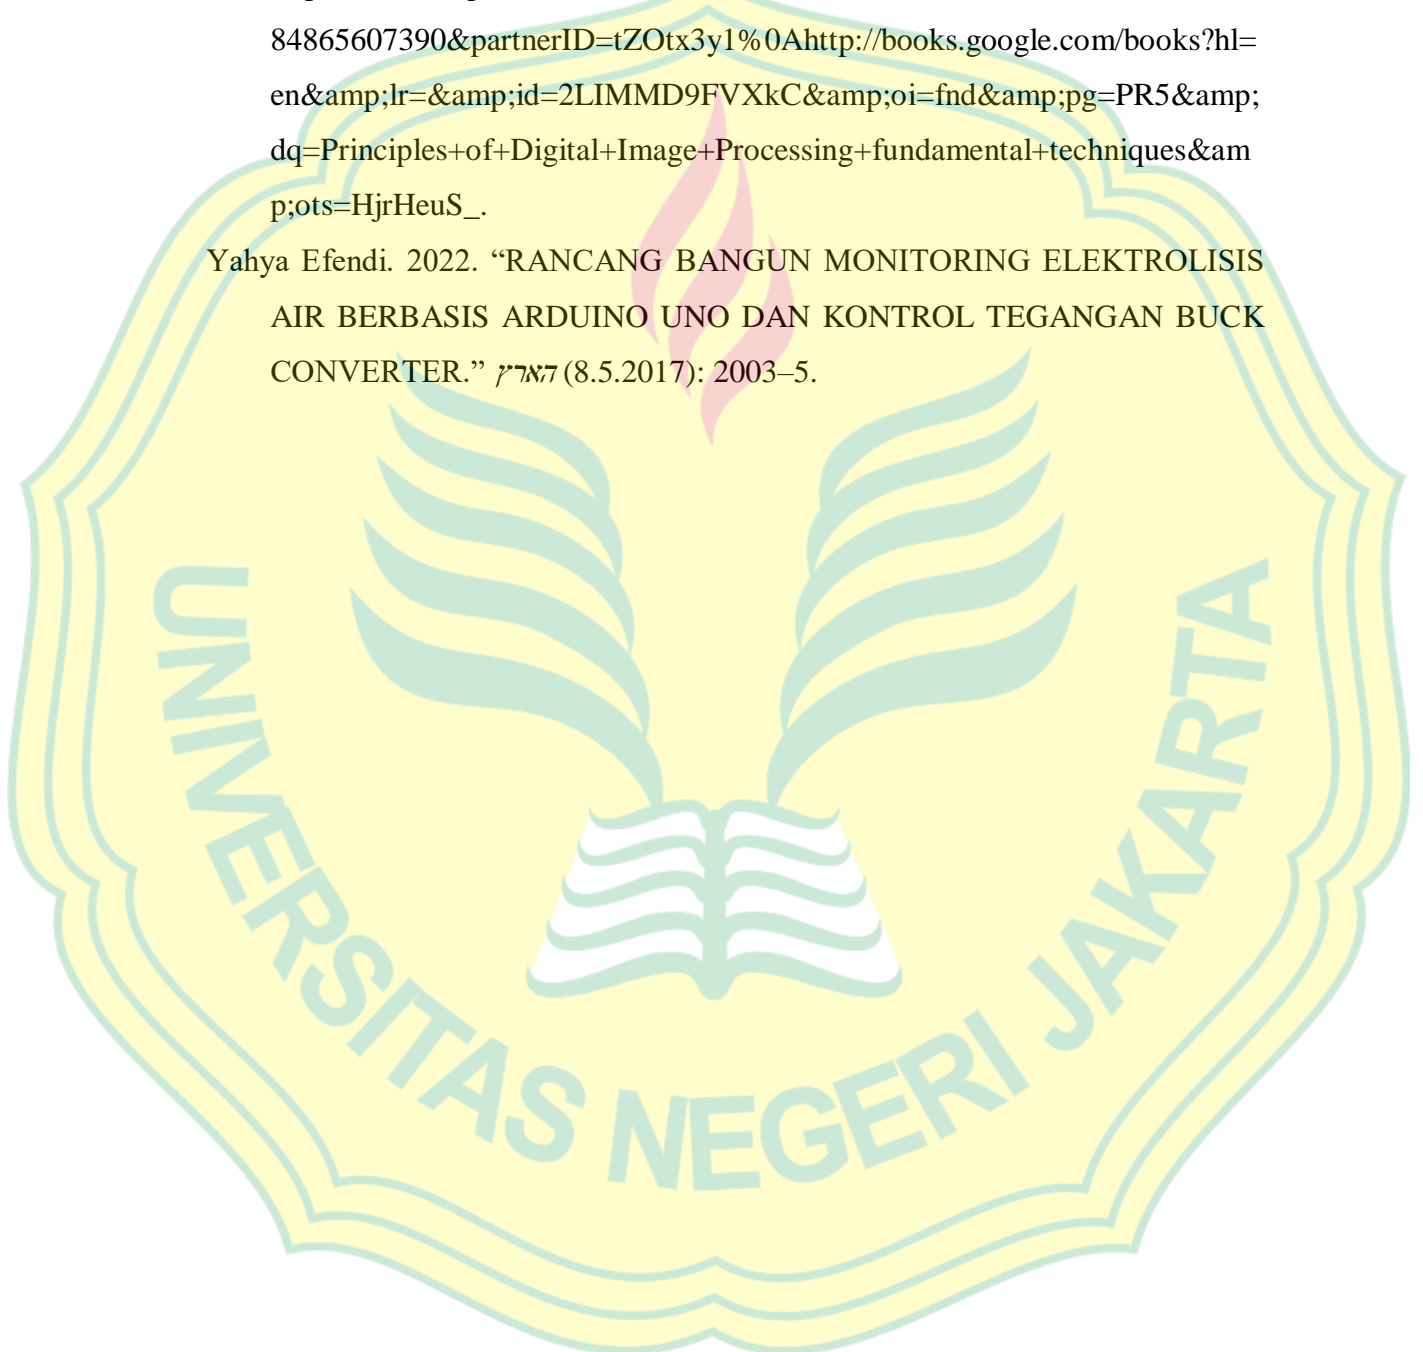 84865607390&partnerID=tZOtx3y1%0Ahttp://books.google.com/books?hl=
en&amp;lr=&amp;id=2LIMMD9FVXkC&amp;oi=fnd&amp;pg=PR5&amp;
dq=Principles+of+Digital+Image+Processing+fundamental+techniques&am
p;ots=HjrHeuS_.
Yahya Efendi. 2022. “RANCANG BANGUN MONITORING ELEKTROLISIS
AIR BERBASIS ARDUINO UNO DAN KONTROL TEGANGAN BUCK
CONVERTER.” הארץ (8.5.2017): 2003–5.
UNIVERSITAS NEGERI JAKARTA